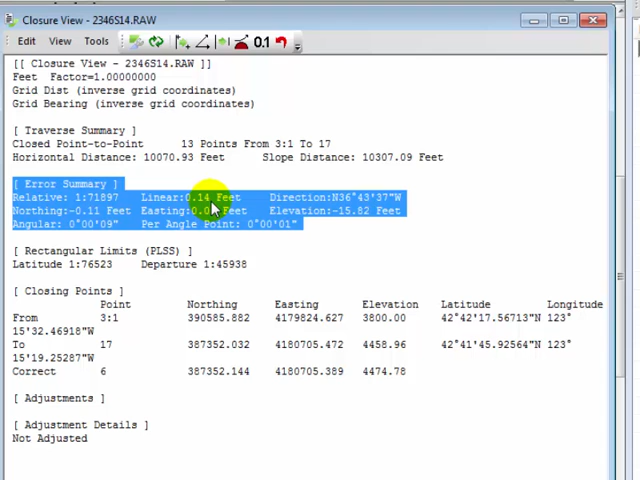 Closure View - 2346S14.RAW
Edit View Tools 0.1
[[ Closure View - 2346S14.RAW ]]
Feet Factor=1.00000000
Grid Dist (inverse grid coordinates)
Grid Bearing (inverse grid coordinates)
[ Traverse Summary ]
Closed Point-to-Point 13 Points From 3:1 To 17
Horizontal Distance: 10070.93 Feet Slope Distance: 10307.09 Feet
[ Error Summary ]
Relative: 1:71897 Linear:0.14 Feet Direction:N36°43'37"W
Northing:-0.11 Feet Easting: Feet Elevation:-15.82 Feet
Angular: 0°00'09" Per Angle Point: 0°00'01"
[ Rectangular Limits (PLSS) ]
Latitude 1:76523 Departure 1:45938
[ Closing Points ]
Point Northing Easting Elevation Latitude Longitude
From 3:1 390585.882 4179824.627 3800.00 42°42'17.56713"N 123°
15'32.46918"W
To 17 387352.032 4180705.472 4458.96 42°41'45.92564"N 123°
15'19.25287"W
Correct 6 387352.144 4180705.389 4474.78
[ Adjustments ]
[ Adjustment Details ]
Not Adjusted